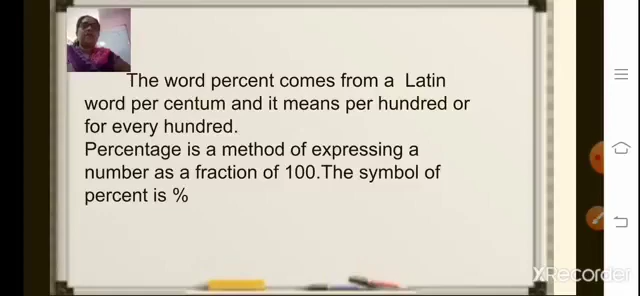 The word percent comes from a Latin
word per centum and it means per hundred or
for every hundred.
Percentage is a method of expressing a
number as a fraction of 100.The symbol of
percent is %
XRecorder